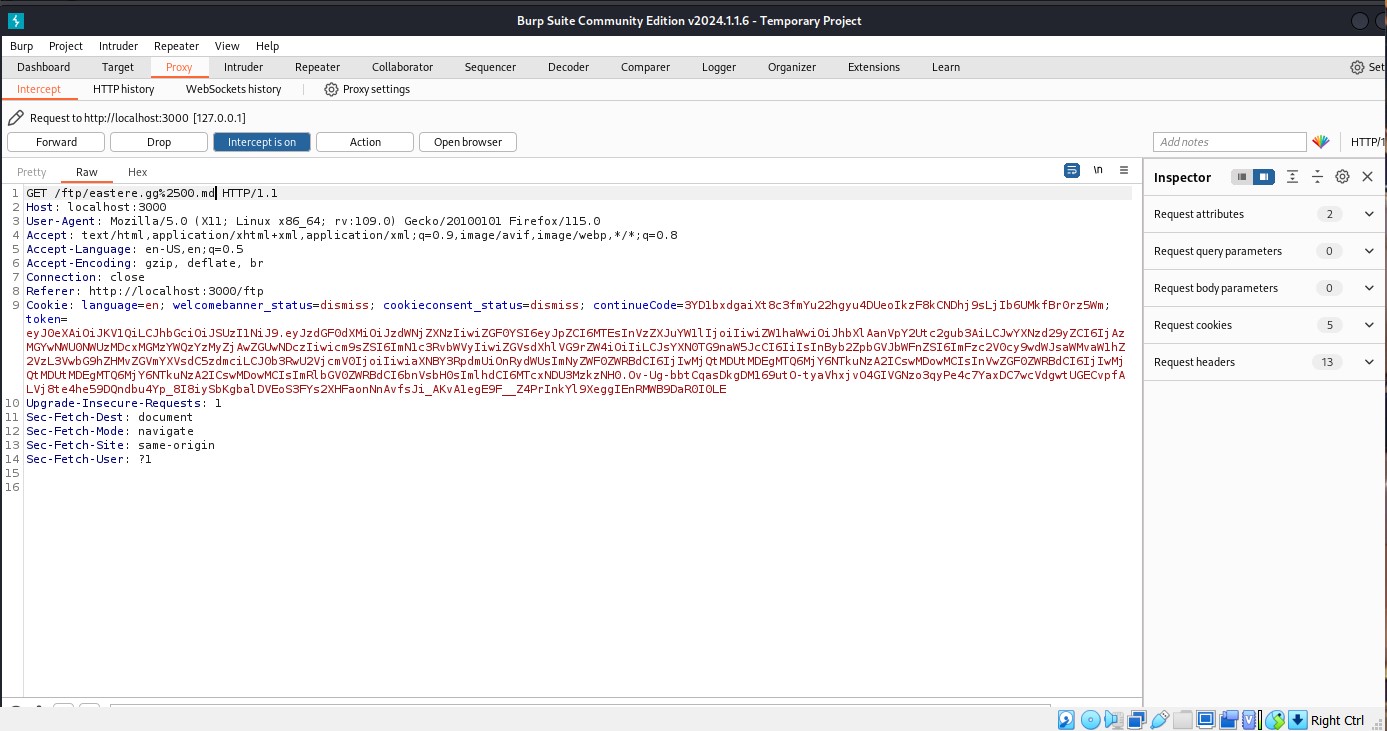 Burp Suite Community Edition v2024.1.1.6 - Temporary Project
Burp Project Intruder Repeater View Help
Dashboard Target Proxy Intruder Repeater Collaborator Sequencer Decoder Comparer Logger Organizer Extensions Learn Set
Intercept HTTP history WebSockets history Proxy settings
Request to http://localhost:3000 [127.0.0.1]
Forward Drop Intercept is on Action Open browser Add notes HTTP/1
Pretty Raw Hex \n
Inspector
1 GET /ftp/eastere.gg%2500.md HTTP/1.1
2 Host: localhost:3000
3 User-Agent: Mozilla/5.0 (X11; Linux x86_64; rv:109.0) Gecko/20100101 Firefox/115.0
4 Accept: text/html,application/xhtml+xml,application/xml;q=0.9,image/avif,image/webp,*/*;q=0.8
5 Accept-Language: en-US,en;q=0.5
6 Accept-Encoding: gzip, deflate, br
7 Connection: close
8 Referer: http://localhost:3000/ftp
9 Cookie: language=en; welcomebanner_status=dismiss; cookieconsent_status=dismiss; continueCode=3YD1bxdgaiXt8c3fmYu22hgyu4DUeoIkzF8kCNDhj9sLjIb6UMkfBrOrz5Wm;
token=
10 Upgrade-Insecure-Requests: 1
11 Sec-Fetch-Dest: document
12 Sec-Fetch-Mode: navigate
13 Sec-Fetch-Site: same-origin
14 Sec-Fetch-User: ?1
15
16
Request attributes 2
Request query parameters 0
Request body parameters 0
Request cookies 5
Request headers 13
Right Ctrl